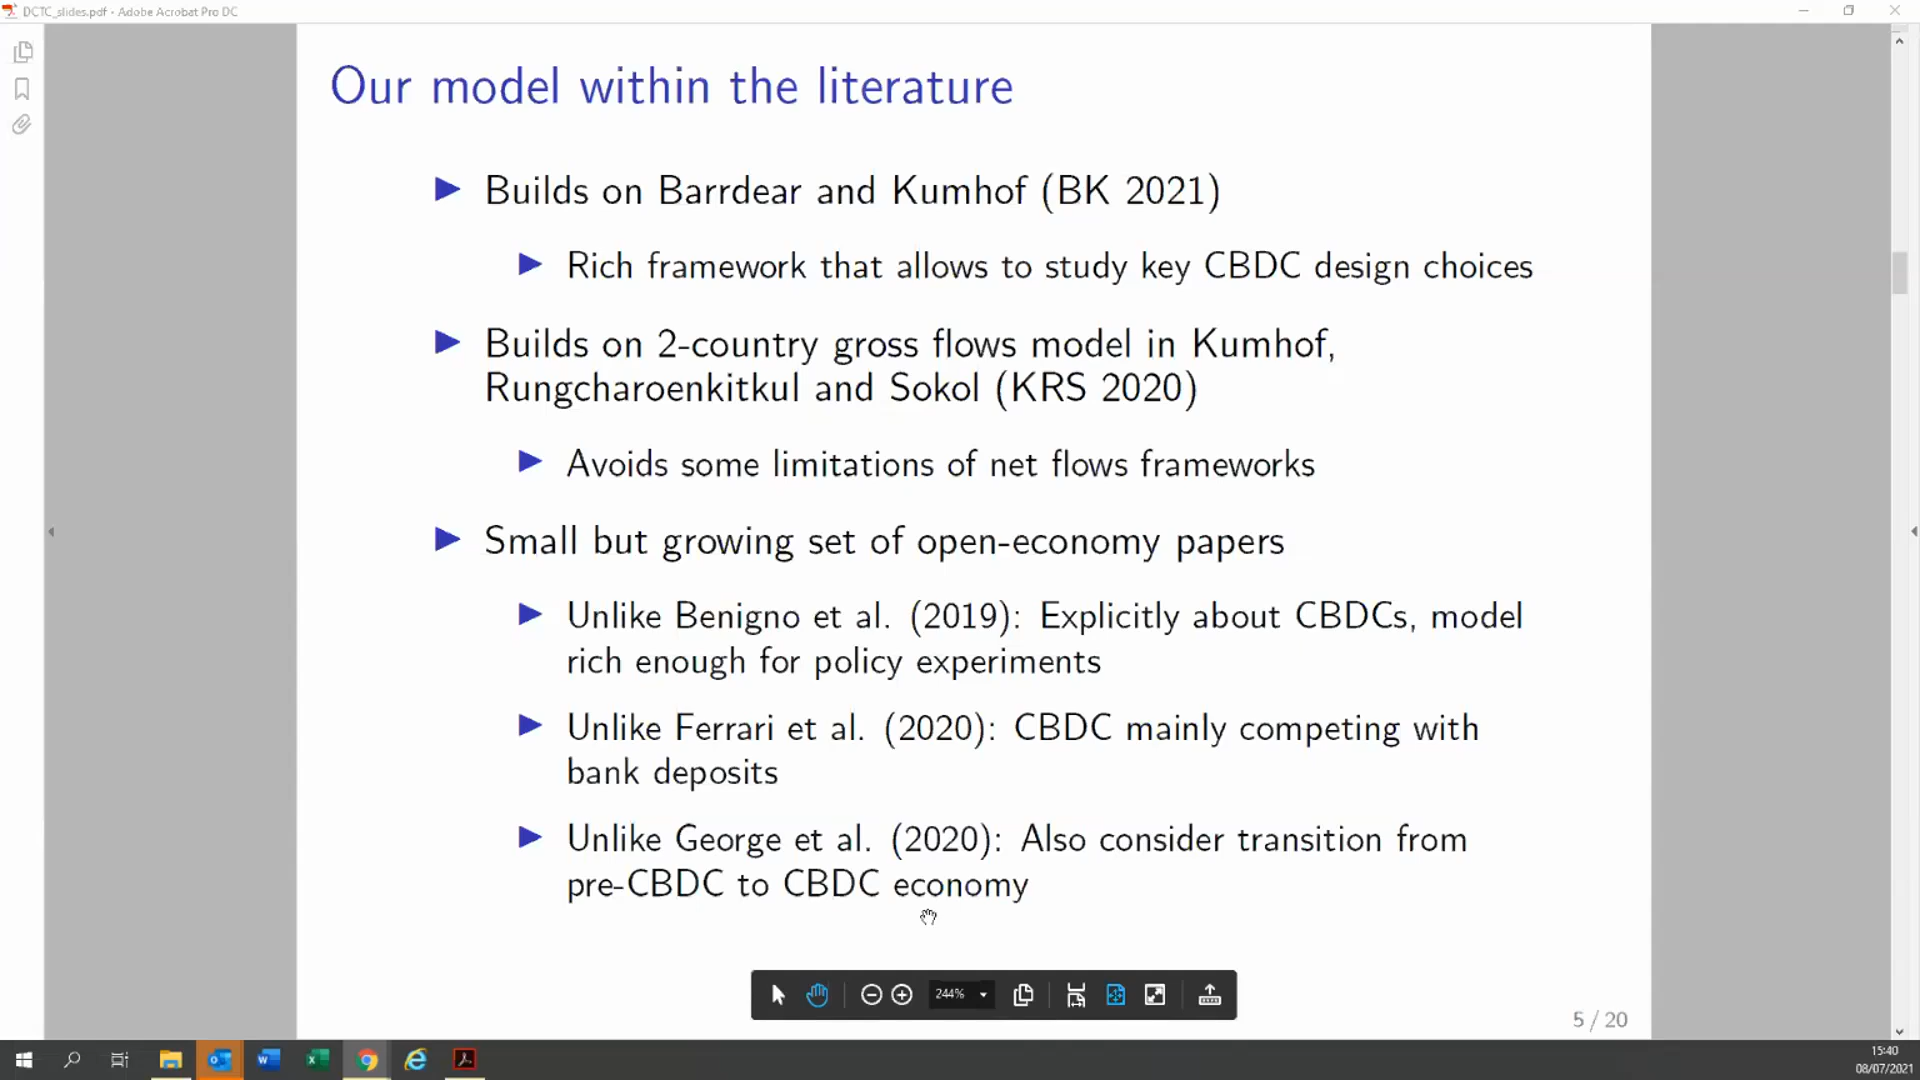 DCTC_slides.pdf - Adobe Acrobat Pro DC
Our model within the literature
Builds on Barrdear and Kumhof (BK 2021)
Rich framework that allows to study key CBDC design choices
Builds on 2-country gross flows model in Kumhof,
Rungcharoenkitkul and Sokol (KRS 2020)
Avoids some limitations of net flows frameworks
Small but growing set of open-economy papers
Unlike Benigno et al. (2019): Explicitly about CBDCs, model
rich enough for policy experiments
Unlike Ferrari et al. (2020): CBDC mainly competing with
bank deposits
Unlike George et al. (2020): Also consider transition from
pre-CBDC to CBDC economy
244%
5 / 20
15:40
08/07/2021